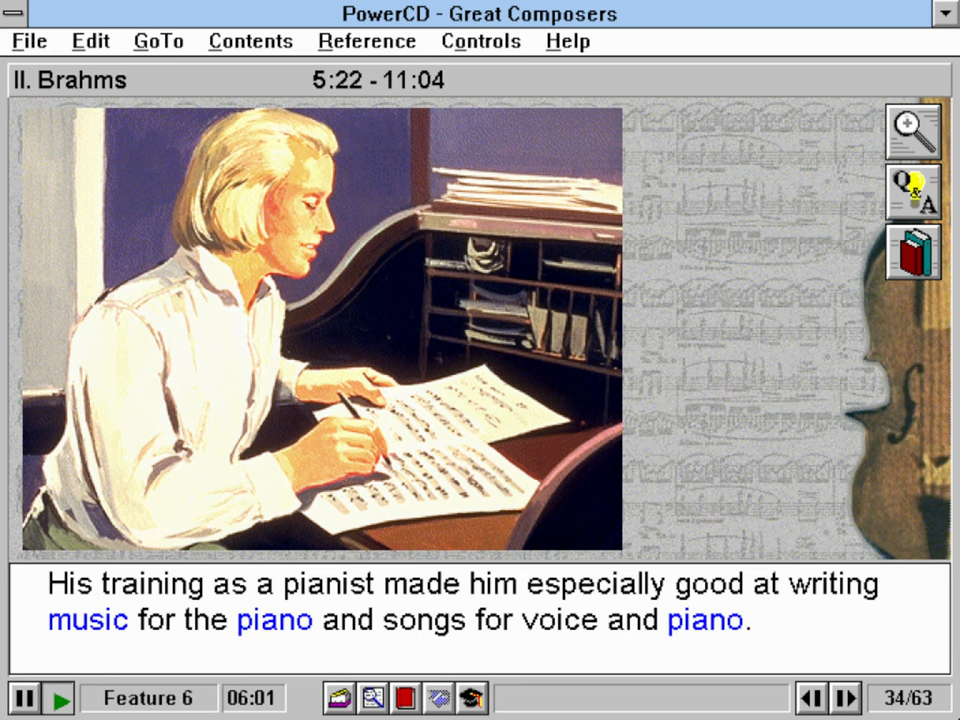 PowerCD - Great Composers
File Edit GoTo Contents Reference Controls Help
II. Brahms 5:22 - 11:04
Q & A
His training as a pianist made him especially good at writing
music for the piano and songs for voice and piano.
Feature 6 06:01 34/63